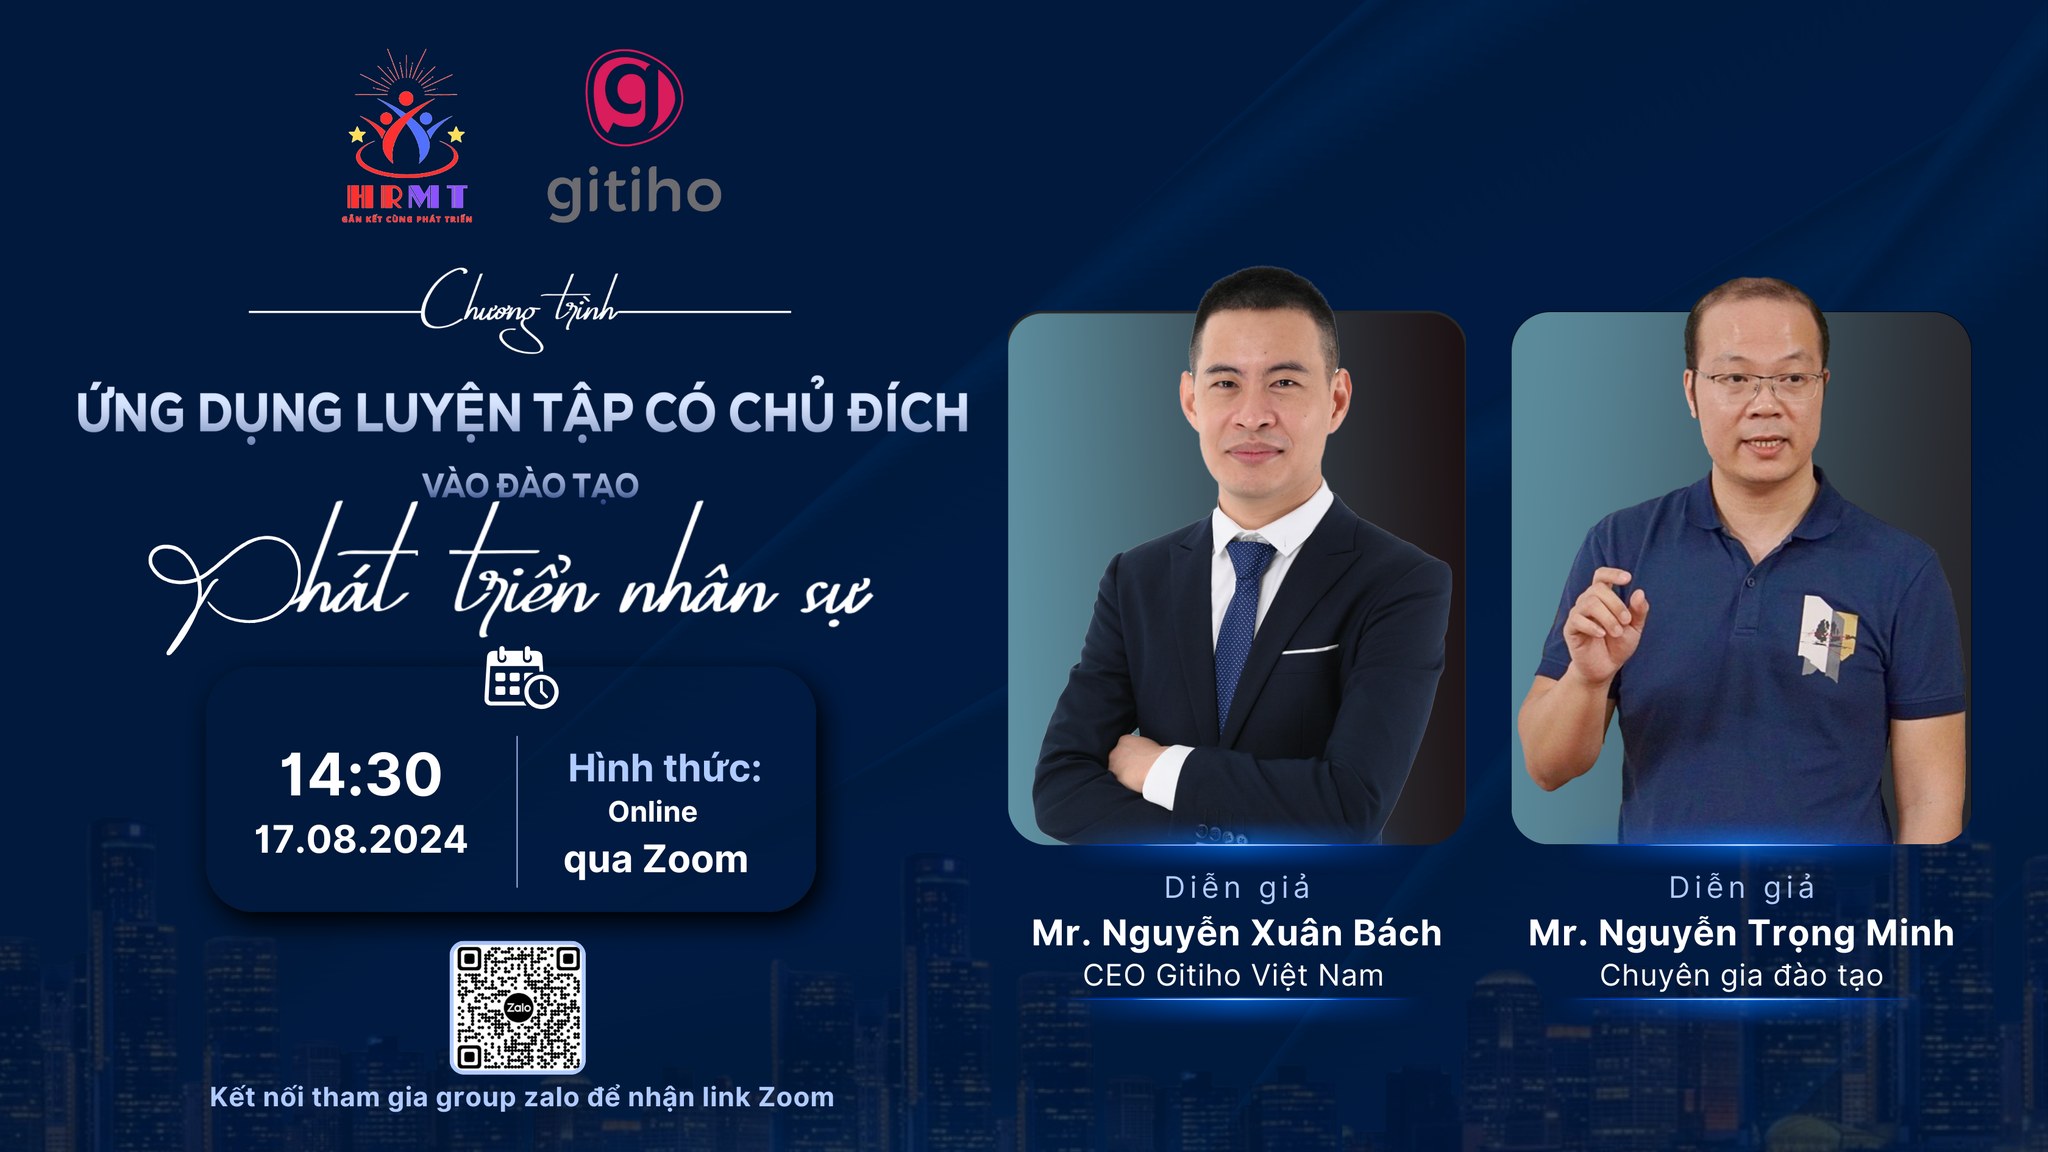 HRMT
GẮN KẾT CÙNG PHÁT TRIỂN
gitiho
Chương trình
ỨNG DỤNG LUYỆN TẬP CÓ CHỦ ĐÍCH
VÀO ĐÀO TẠO
Phát triển nhân sự
14:30
17.08.2024
Hình thức:
Online
qua Zoom
Zalo
Kết nối tham gia group zalo để nhận link Zoom
Diễn giả
Mr. Nguyễn Xuân Bách
CEO Gitiho Việt Nam
Diễn giả
Mr. Nguyễn Trọng Minh
Chuyên gia đào tạo